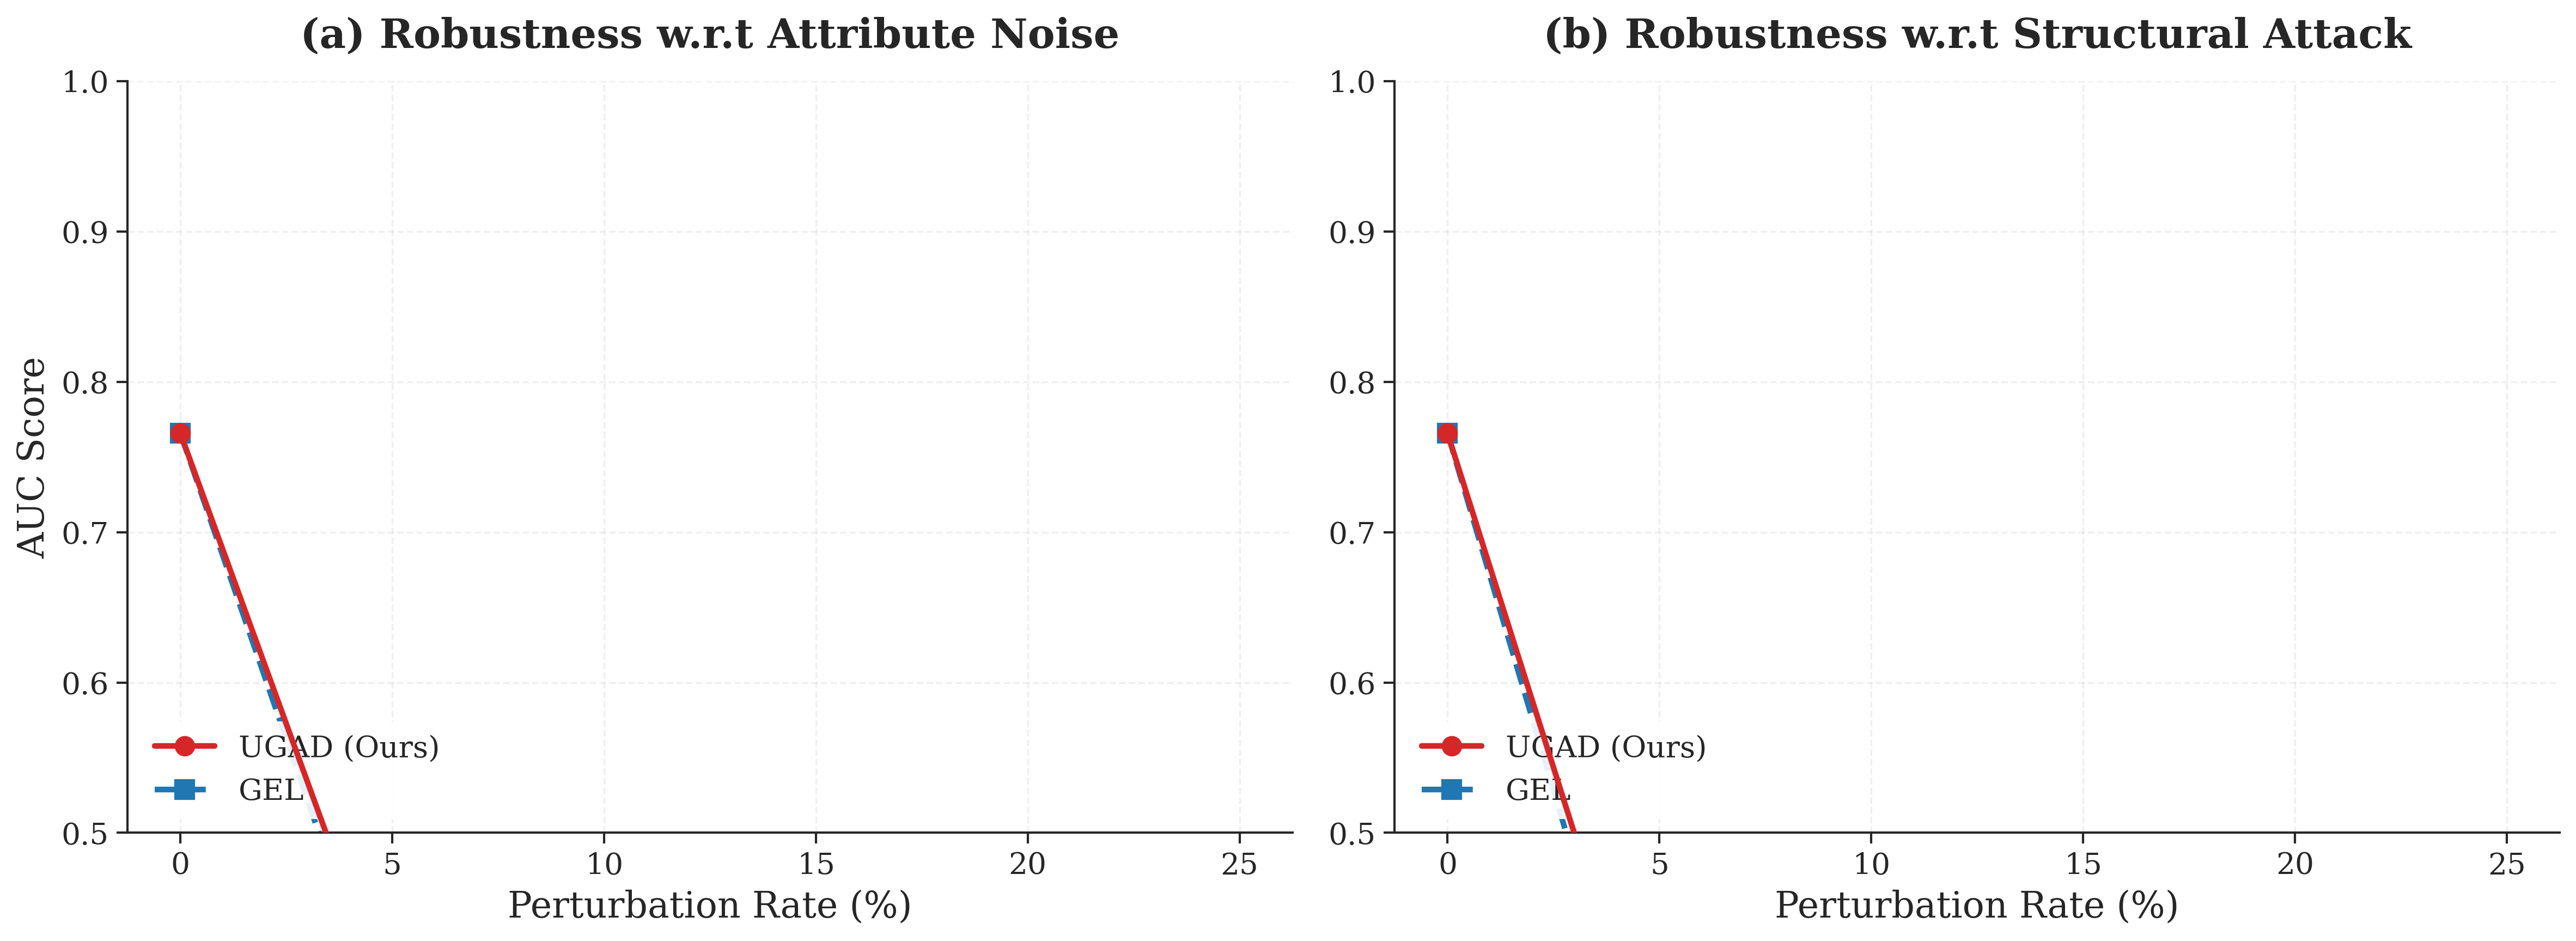 (a) Robustness w.r.t Attribute Noise
1.0
0.9
0.8
0.7
0.6
0.5
AUC Score
UGAD (Ours)
GEL
0 5 10 15 20 25
Perturbation Rate (%)
(b) Robustness w.r.t Structural Attack
1.0
0.9
0.8
0.7
0.6
0.5
UGAD (Ours)
GEL
0 5 10 15 20 25
Perturbation Rate (%)